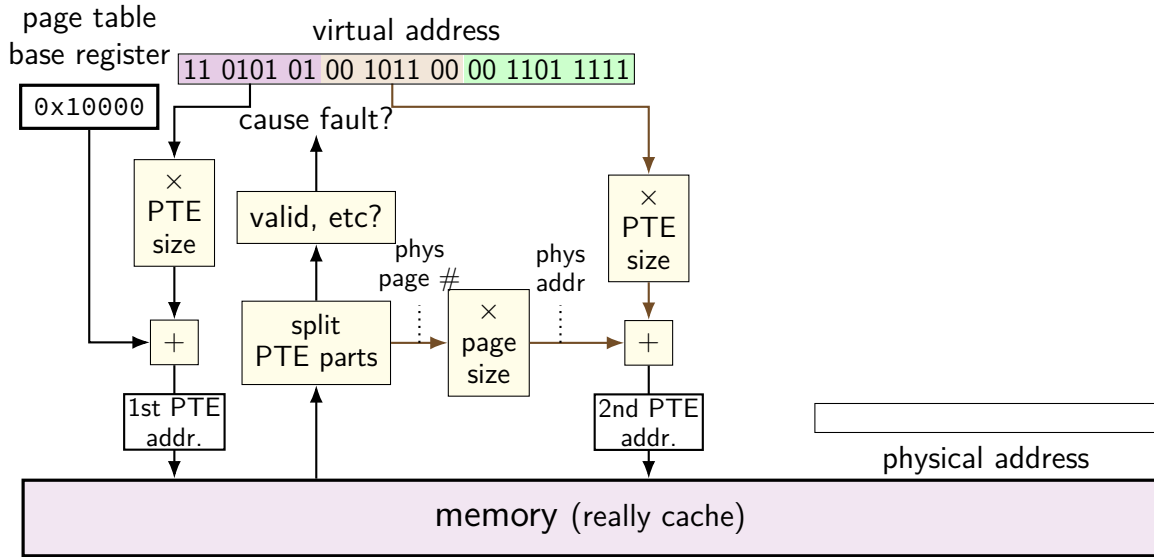 page table
base register
virtual address
11 0101 01 00 1011 00 00 1101 1111
0x10000
cause fault?
×
PTE
size
valid, etc?
×
PTE
size
phys
page #
phys
addr
+
split
PTE parts
×
page
size
+
1st PTE
addr.
2nd PTE
addr.
physical address
memory (really cache)